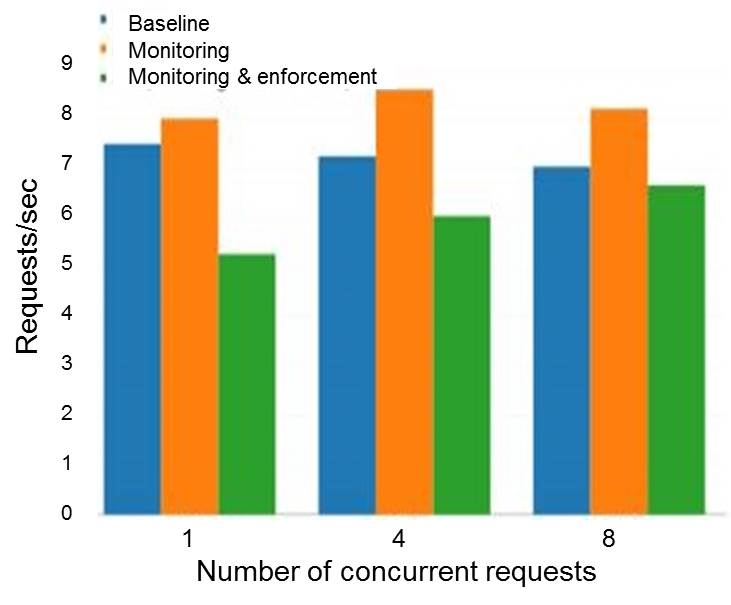 Baseline
Monitoring
Monitoring & enforcement
9
8
7
6
5
4
3
2
1
0
Requests/sec
1 4 8
Number of concurrent requests